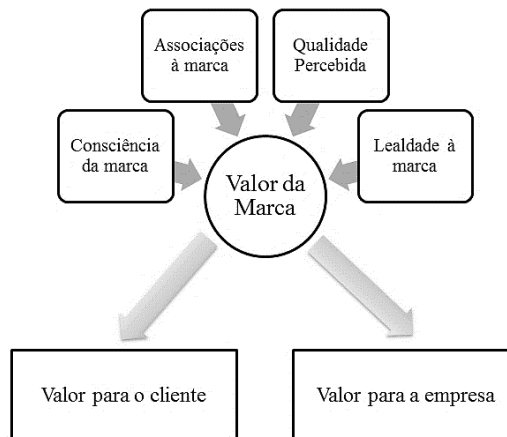 Associações
à marca
Qualidade
Percebida
Consciência
da marca
Lealdade à
marca
Valor da
Marca
Valor para o cliente
Valor para a empresa